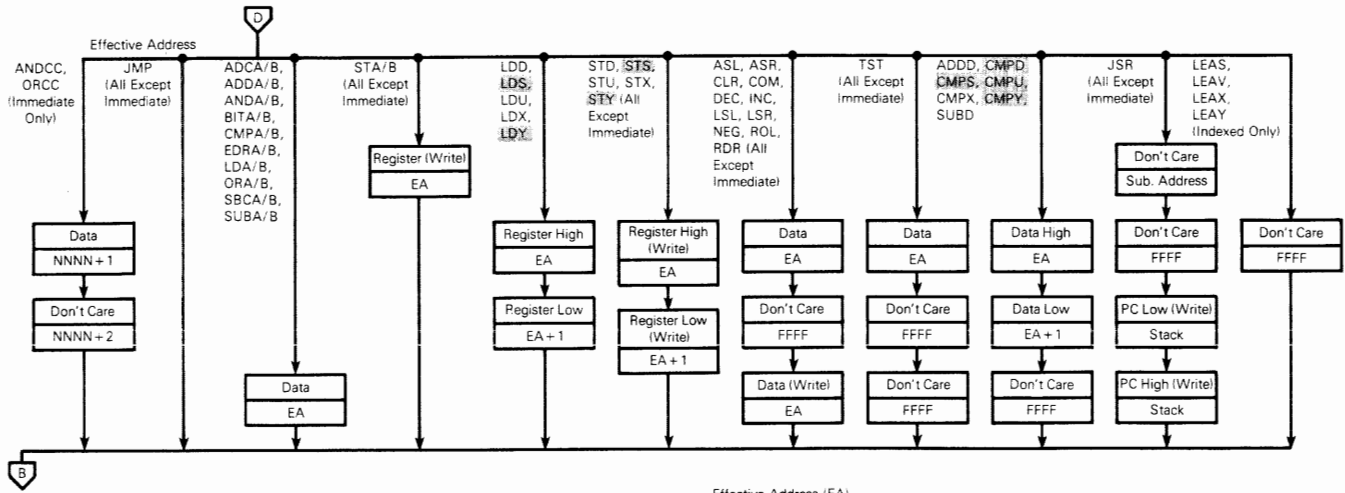 D
Effective Address
ANDCC,
ORCC
(Immediate
Only)
Data
NNNN+1
Don't Care
NNNN+2
JMP
(All Except
Immediate)
ADCA/B,
ADDA/B,
ANDA/B,
BITA/B,
CMPA/B,
EDRA/B,
LDA/B,
ORA/B,
SBCA/B,
SUBA/B
Data
EA
STA/B
(All Except
Immediate)
Register (Write)
EA
LDD,
LDS,
LDU,
LDX,
LDY
Register High
EA
Register Low
EA+1
STD, STS,
STU, STX,
STY (All
Except
Immediate)
Register High
(Write)
EA
Register Low
(Write)
EA+1
ASL, ASR,
CLR, COM,
DEC, INC,
LSL, LSR,
NEG, ROL,
RDR (All
Except
Immediate)
Data
EA
Don't Care
FFFF
Data (Write)
EA
TST
(All Except
Immediate)
Data
EA
Don't Care
FFFF
Don't Care
FFFF
ADDD, CMPD,
CMPS, CMPU,
CMPX, CMPY,
SUBD
Data High
EA
Data Low
EA+1
Don't Care
FFFF
JSR
(All Except
Immediate)
Don't Care
Sub. Address
Don't Care
FFFF
PC Low (Write)
Stack
PC High (Write)
Stack
LEAS,
LEAV,
LEAX,
LEAY
(Indexed Only)
Don't Care
FFFF
B
Effective Address (EA)